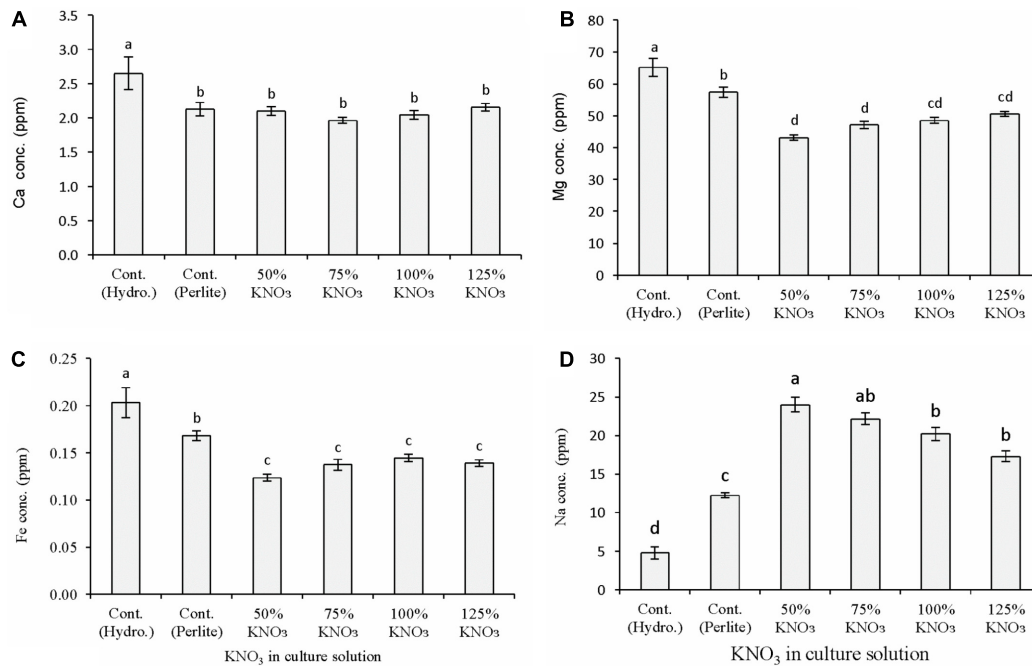 A
Ca conc. (ppm)
3.5
3.0
2.5
2.0
1.5
1.0
0.5
0.0
a
b
b
b
b
b
Cont. (Hydro.)
Cont. (Perlite)
50% KNO₃
75% KNO₃
100% KNO₃
125% KNO₃
B
Mg conc. (ppm)
80
70
60
50
40
30
20
10
0
a
b
d
d
cd
cd
Cont. (Hydro.)
Cont. (Perlite)
50% KNO₃
75% KNO₃
100% KNO₃
125% KNO₃
C
Fe conc. (ppm)
0.25
0.20
0.15
0.10
0.05
0.00
a
b
c
c
c
c
Cont. (Hydro.)
Cont. (Perlite)
50% KNO₃
75% KNO₃
100% KNO₃
125% KNO₃
KNO₃ in culture solution
D
Na conc. (ppm)
30
25
20
15
10
5
0
d
c
a
ab
b
b
Cont. (Hydro.)
Cont. (Perlite)
50% KNO₃
75% KNO₃
100% KNO₃
125% KNO₃
KNO₃ in culture solution